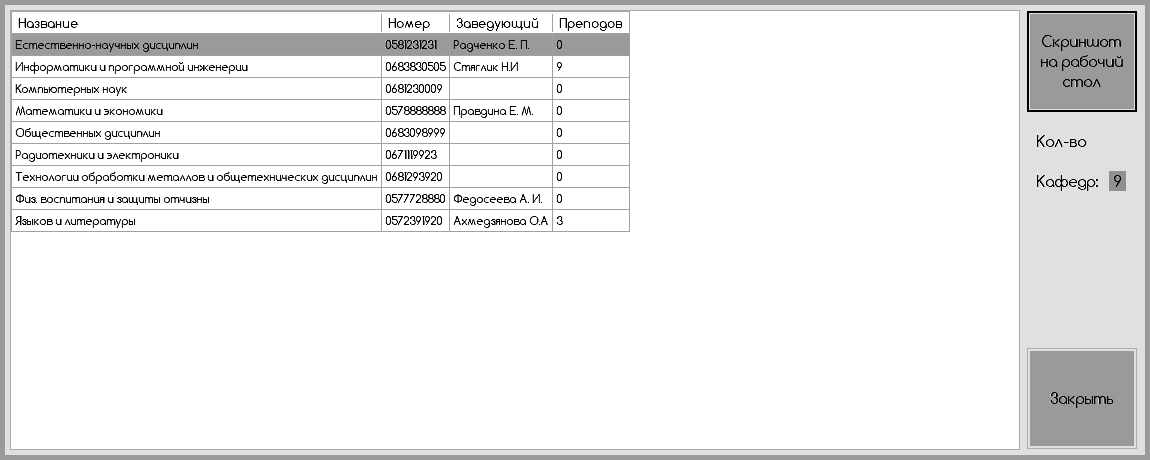 Название Номер Заведующий Преподов
Естественно-научных дисциплин 0581231231 Радченко Е. П. 0
Информатики и программной инженерии 0683830505 Стяглик Н.И 9
Компьютерных наук 0681230009 0
Математики и экономики 0578888888 Правдина Е. М. 0
Общественных дисциплин 0683098999 0
Радиотехники и электроники 0671119923 0
Технологии обработки металлов и общетехнических дисциплин 0681293920 0
Физ. воспитания и защиты отчизны 0577728880 Федосеева А. И. 0
Языков и литературы 0572391920 Ахмедзянова О.А 3
Скриншот
на рабочий
стол
Кол-во
Кафедр: 9
Закрыть